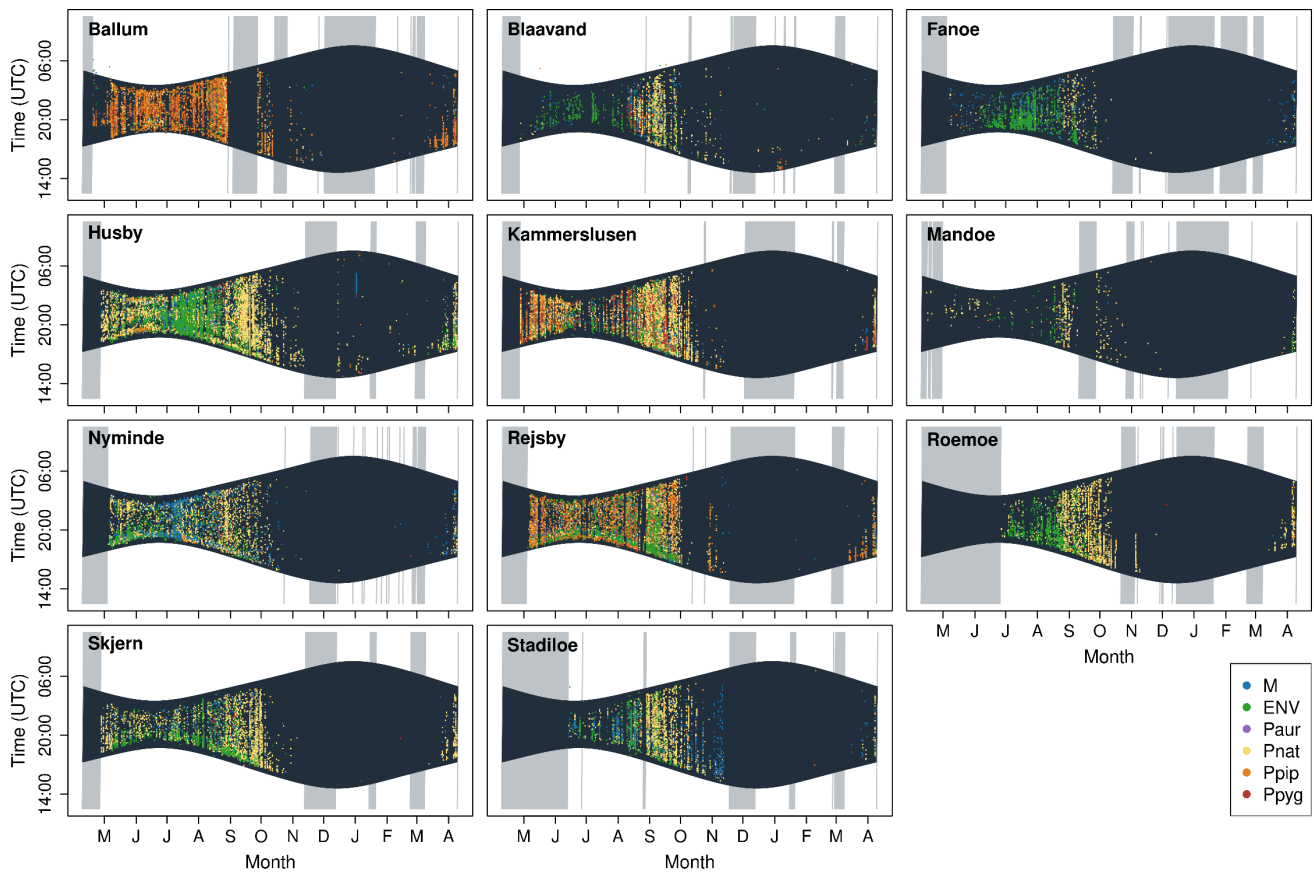 Ballum
Blaavand
Fanoe
Time (UTC)
06:00
20:00
14:00
Husby
Kammerslusen
Mandoe
Time (UTC)
06:00
20:00
14:00
Nyminde
Rejsby
Roemoe
Time (UTC)
06:00
20:00
14:00
M J J A S O N D J F M A
Month
Skjern
Stadiloe
Time (UTC)
06:00
20:00
14:00
M J J A S O N D J F M A
Month
M J J A S O N D J F M A
Month
M
ENV
Paur
Pnat
Ppip
Ppyg